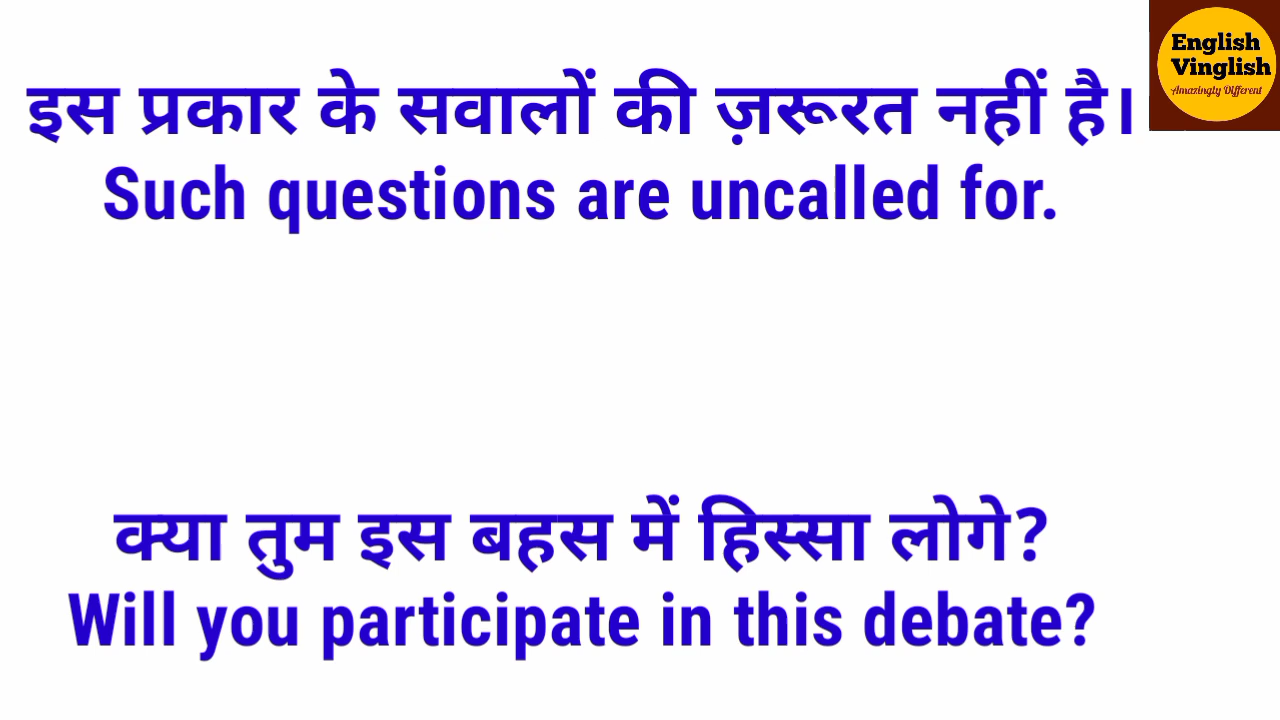 English
Vinglish
Amazingly Different
इस प्रकार के सवालों की ज़रूरत नहीं है।
Such questions are uncalled for.
क्या तुम इस बहस में हिस्सा लोगे?
Will you participate in this debate?